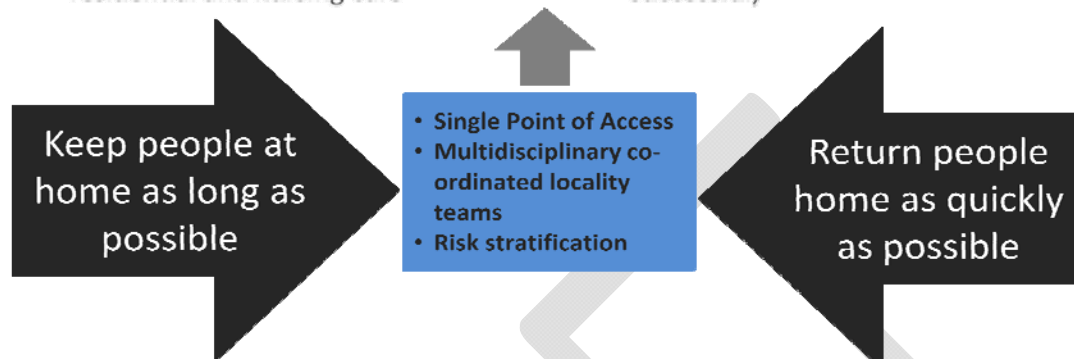 Keep people at
home as long as
possible
• Single Point of Access
• Multidisciplinary co-
ordinated locality
teams
• Risk stratification
Return people
home as quickly
as possible